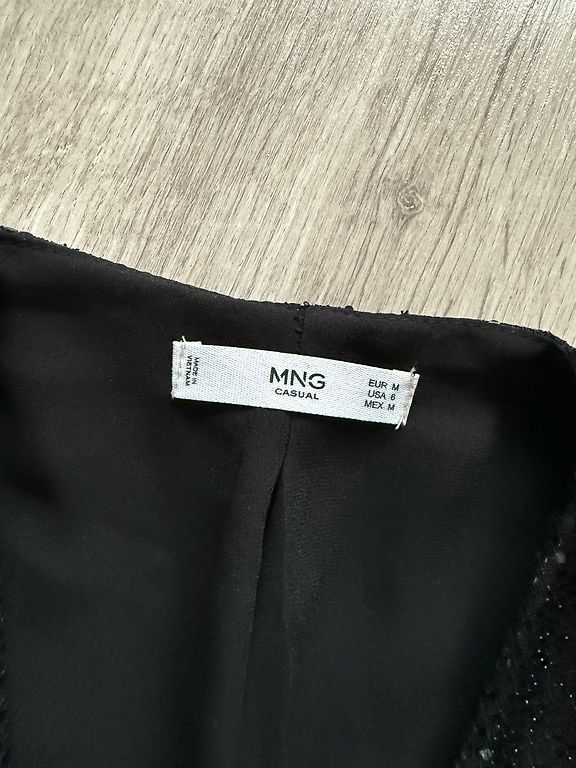 MADE IN
VIETNAM
MNG
CASUAL
EUR M
USA 6
MEX M